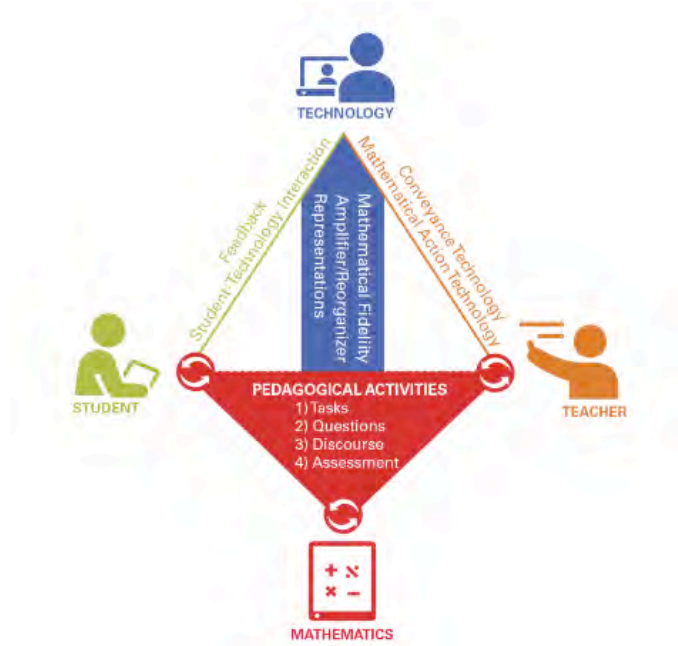 TECHNOLOGY
Feedback
Student-Technology Interaction
Mathematical Fidelity
Amplifier/Reorganizer
Representations
Conveyance Technology
Mathematical Action Technology
STUDENT
TEACHER
PEDAGOGICAL ACTIVITIES
1) Tasks
2) Questions
3) Discourse
4) Assessment
MATHEMATICS